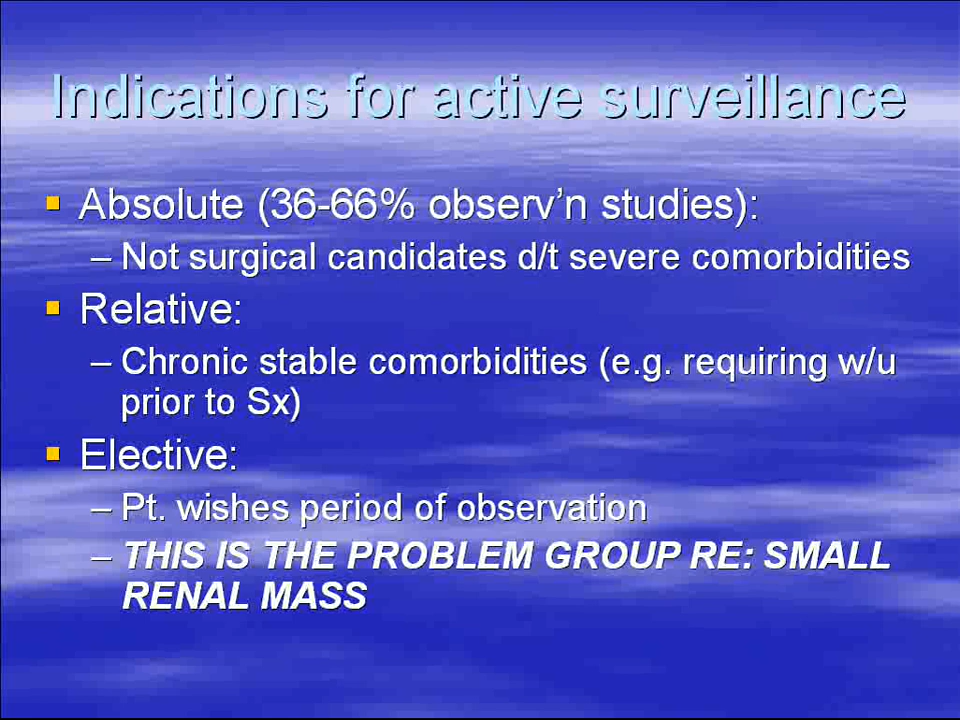 Indications for active surveillance
Absolute (36-66% observ'n studies):
– Not surgical candidates d/t severe comorbidities
Relative:
– Chronic stable comorbidities (e.g. requiring w/u
prior to Sx)
Elective:
– Pt. wishes period of observation
– THIS IS THE PROBLEM GROUP RE: SMALL
RENAL MASS